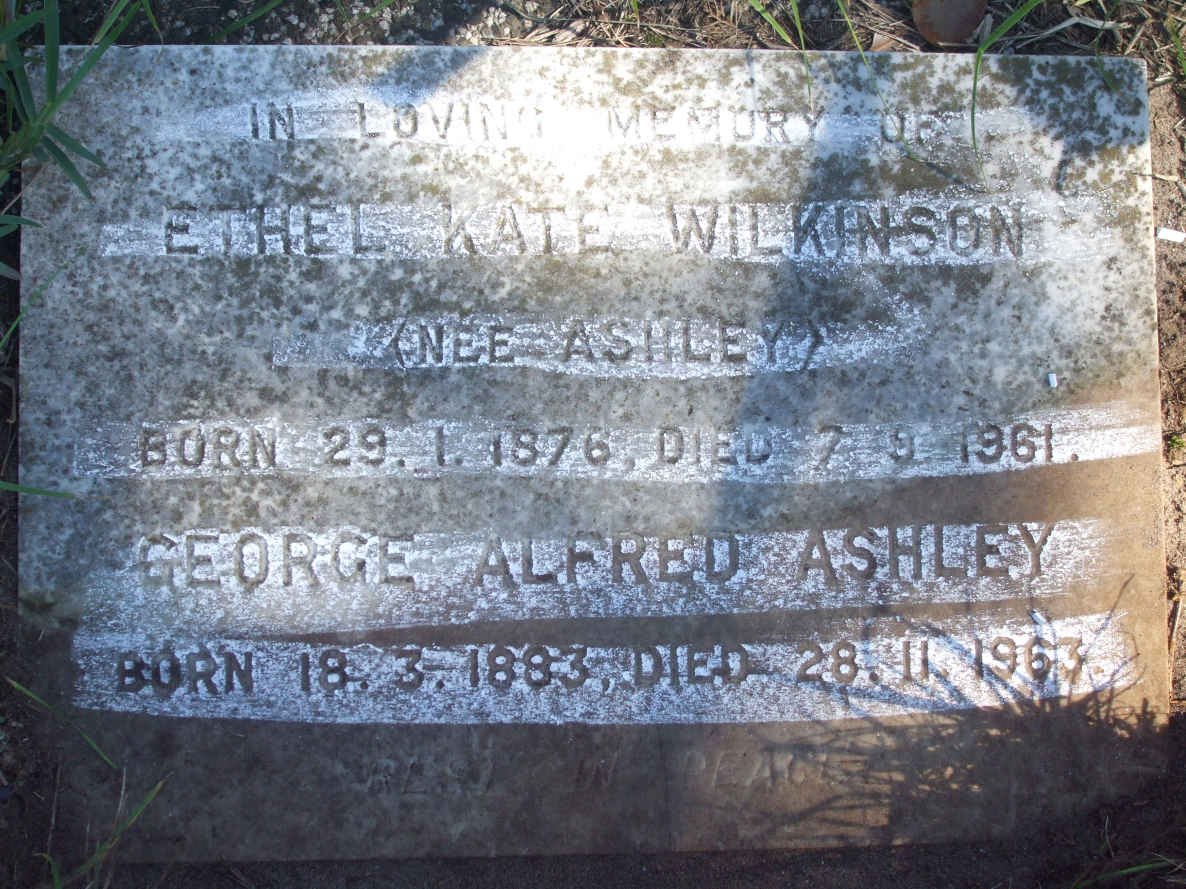 IN LOVING MEMORY OF
ETHEL KATE WILKINSON
(NEE ASHLEY)
BORN 29. 1. 1876, DIED 7 9 1961.
GEORGE ALFRED ASHLEY
BORN 18. 3. 1883, DIED 28. 11. 1963.
IN PEACE